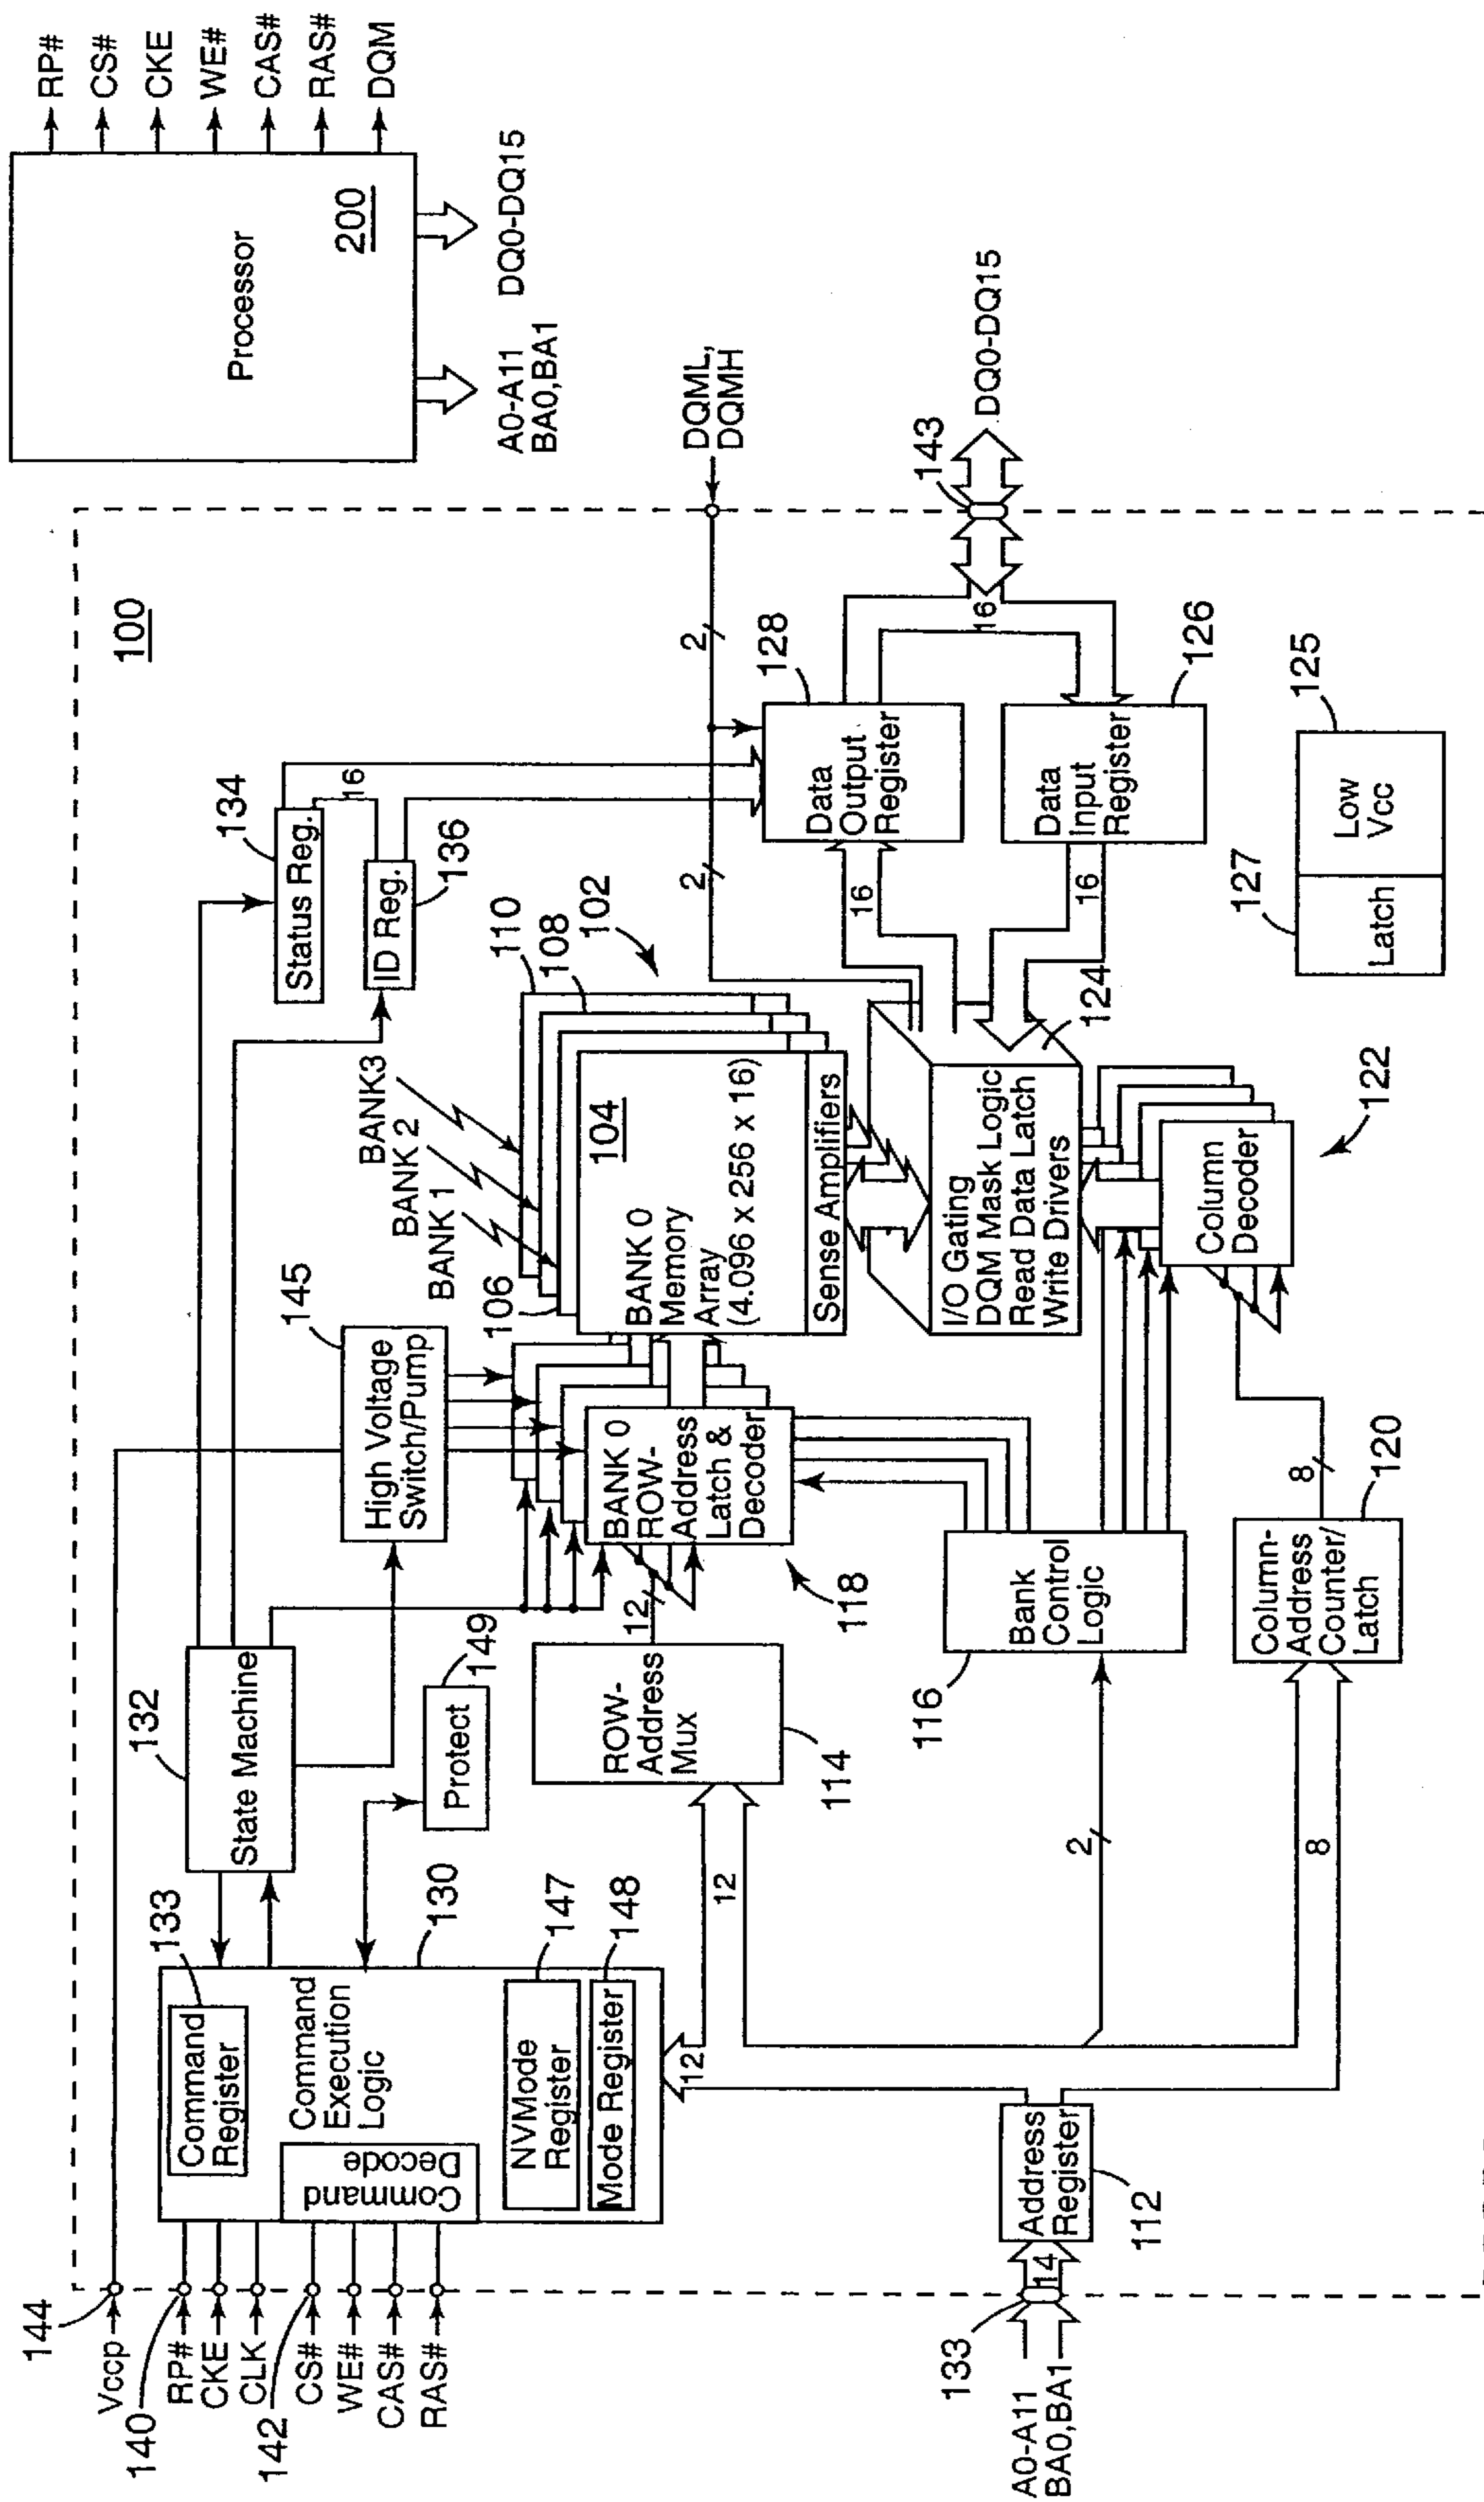 144
Vccp
140
RP#
CKE
CLK
142
CS#
WE#
CAS#
RAS#
133
Command
Register
Command
Execution
Logic
Command
Decode
NVMode
Register
147
Mode Register
148
130
132
State Machine
Protect
149
High Voltage
Switch/Pump
145
134
Status Reg.
16
ID Reg.
136
100
Processor
200
RP#
CS#
CKE
WE#
CAS#
RAS#
DQM
A0-A11
BA0,BA1
DQ0-DQ15
12
12
ROW-
Address
Mux
114
12
BANK 0
ROW-
Address
Latch &
Decoder
118
106
BANK 1
BANK 2
BANK3
110
108
102
104
BANK 0
Memory
Array
(4.096 x 256 x 16)
Sense Amplifiers
2
2
DQML,
DQMH
128
Data
Output
Register
16
16
143
DQ0-DQ15
Data
Input
Register
126
16
I/O Gating
DQM Mask Logic
Read Data Latch
Write Drivers
124
133
A0-A11
BA0,BA1
14
Address
Register
112
2
116
Bank
Control
Logic
Column
Decoder
122
8
Column-
Address
Counter/
Latch
120
8
127
Latch
Low
Vcc
125